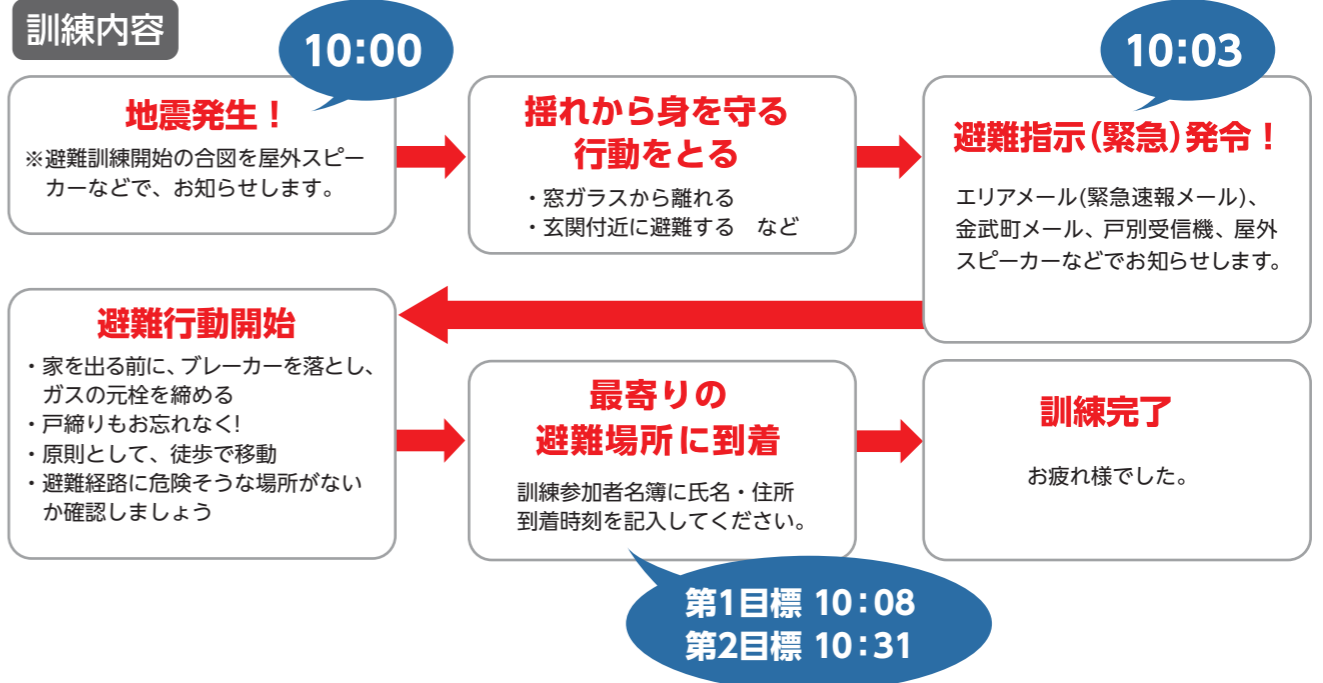 訓練内容
10:00
地震発生！
※避難訓練開始の合図を屋外スピー
カーなどで、お知らせします。
揺れから身を守る
行動をとる
・窓ガラスから離れる
・玄関付近に避難する　など
10:03
避難指示(緊急)発令！
エリアメール(緊急速報メール)、
金武町メール、戸別受信機、屋外
スピーカーなどでお知らせします。
避難行動開始
・家を出る前に、ブレーカーを落とし、
ガスの元栓を締める
・戸締りもお忘れなく!
・原則として、徒歩で移動
・避難経路に危険そうな場所がない
か確認しましょう
最寄りの
避難場所に到着
訓練参加者名簿に氏名・住所
到着時刻を記入してください。
第1目標 10:08
第2目標 10:31
訓練完了
お疲れ様でした。